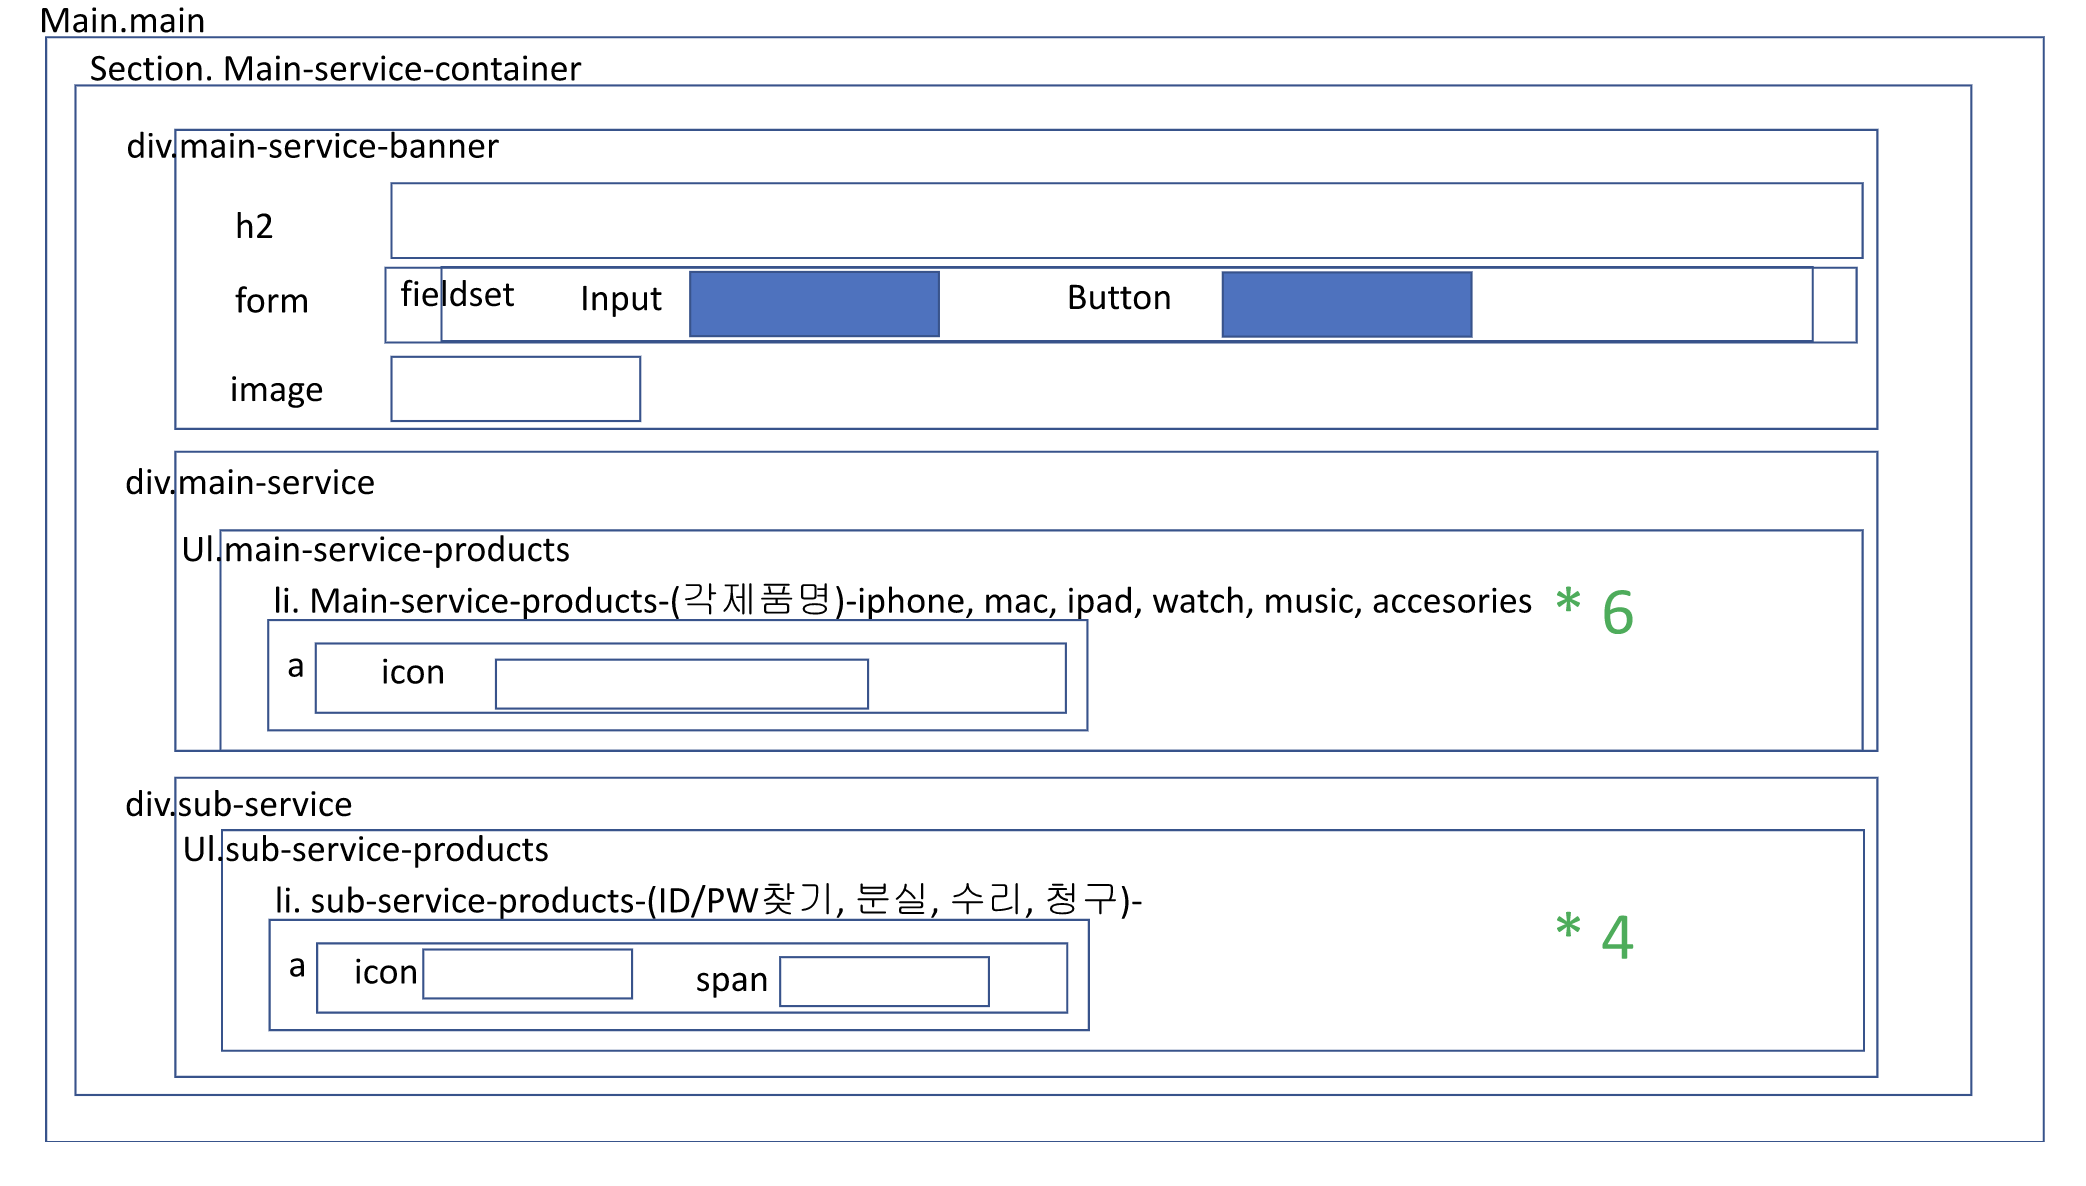 Main.main
Section. Main-service-container
div.main-service-banner
h2
form fieldset Input Button
image
div.main-service
Ul.main-service-products
li. Main-service-products-(각제품명)-iphone, mac, ipad, watch, music, accesories * 6
a icon
div.sub-service
Ul.sub-service-products
li. sub-service-products-(ID/PW찾기, 분실, 수리, 청구)- * 4
a icon span